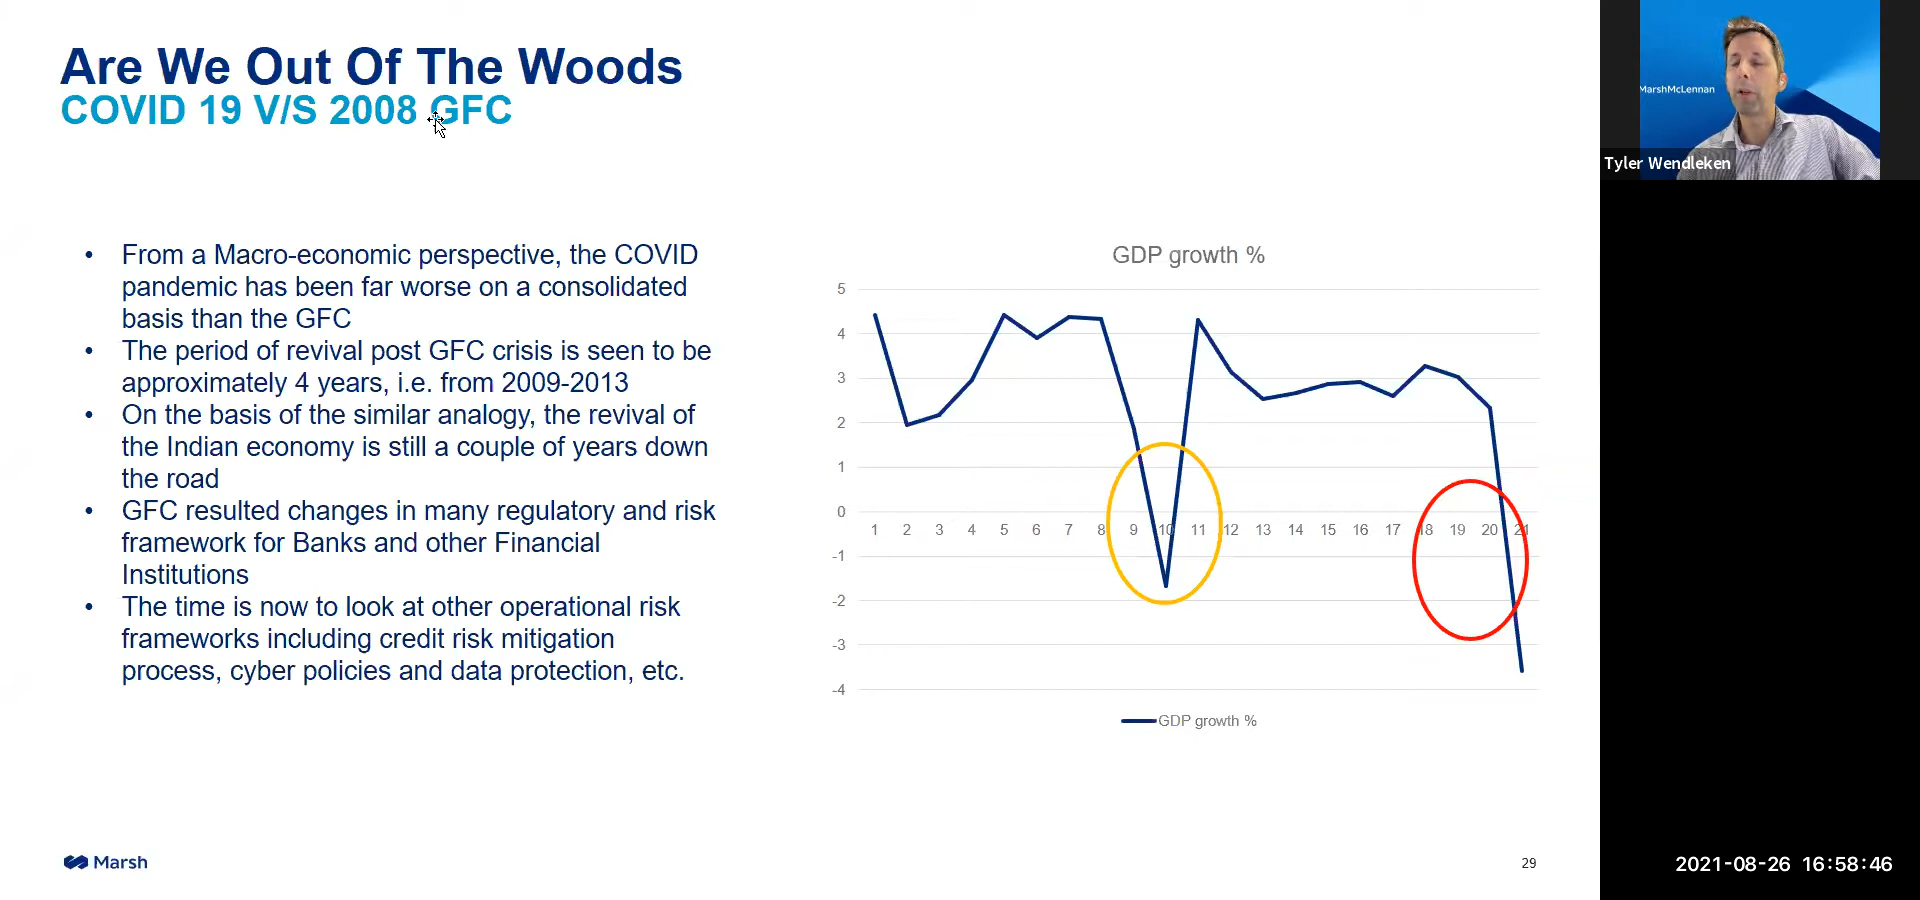 Are We Out Of The Woods
COVID 19 V/S 2008 GFC
• From a Macro-economic perspective, the COVID
pandemic has been far worse on a consolidated
basis than the GFC
• The period of revival post GFC crisis is seen to be
approximately 4 years, i.e. from 2009-2013
• On the basis of the similar analogy, the revival of
the Indian economy is still a couple of years down
the road
• GFC resulted changes in many regulatory and risk
framework for Banks and other Financial
Institutions
• The time is now to look at other operational risk
frameworks including credit risk mitigation
process, cyber policies and data protection, etc.
GDP growth %
5
4
3
2
1
0
-1
-2
-3
-4
1 2 3 4 5 6 7 8 9 10 11 12 13 14 15 16 17 18 19 20 21
GDP growth %
Marsh
29
MarshMcLennan
Tyler Wendleken
2021-08-26 16:58:46